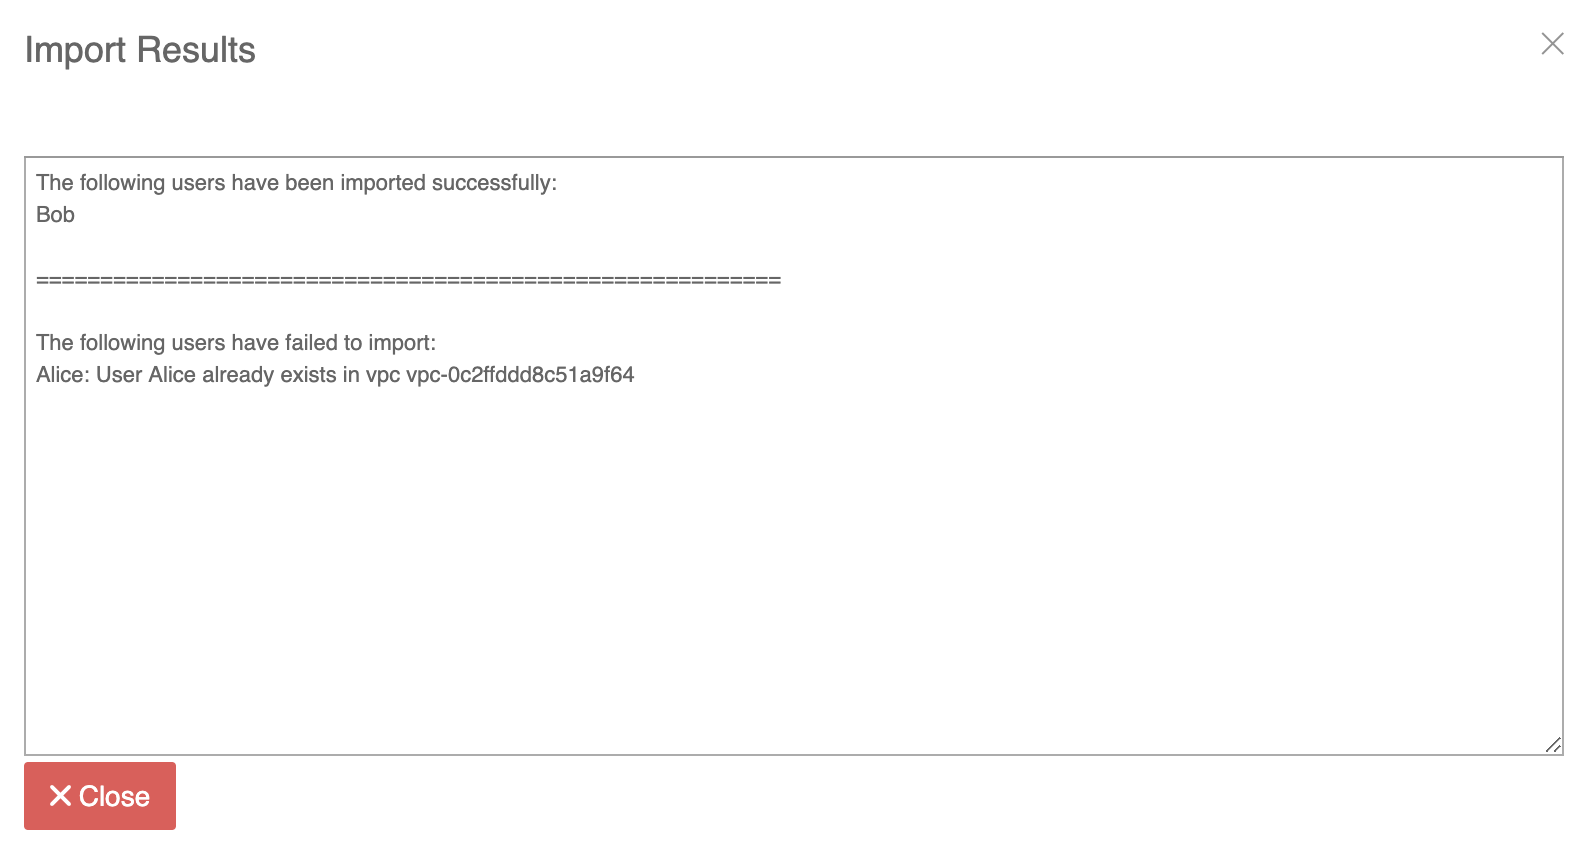 Import Results
The following users have been imported successfully:
Bob
==========================================================
The following users have failed to import:
Alice: User Alice already exists in vpc vpc-0c2ffddd8c51a9f64
Close